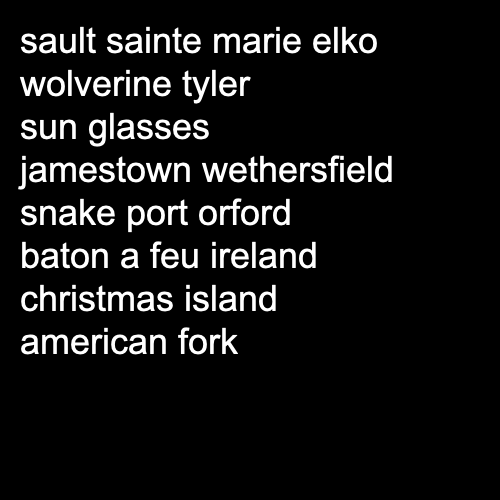 sault sainte marie elko
wolverine tyler
sun glasses
jamestown wethersfield
snake port orford
baton a feu ireland
christmas island
american fork